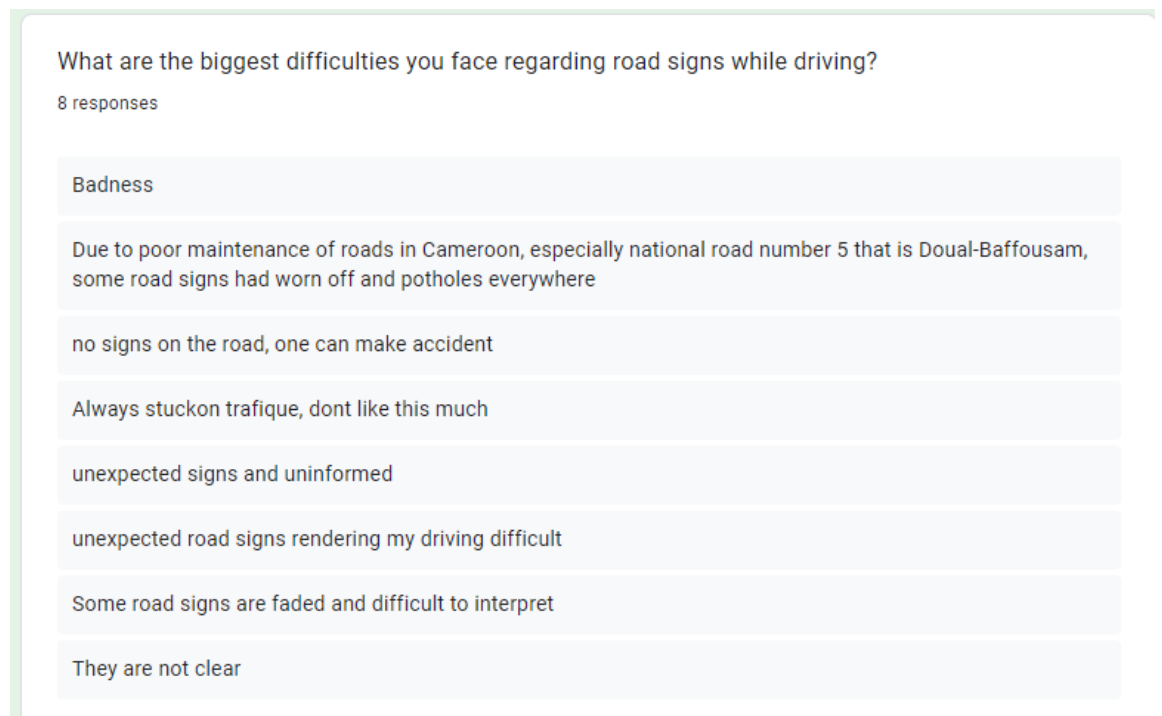 What are the biggest difficulties you face regarding road signs while driving?
8 responses
Badness
Due to poor maintenance of roads in Cameroon, especially national road number 5 that is Doual-Baffousam,
some road signs had worn off and potholes everywhere
no signs on the road, one can make accident
Always stuckon trafique, dont like this much
unexpected signs and uninformed
unexpected road signs rendering my driving difficult
Some road signs are faded and difficult to interpret
They are not clear